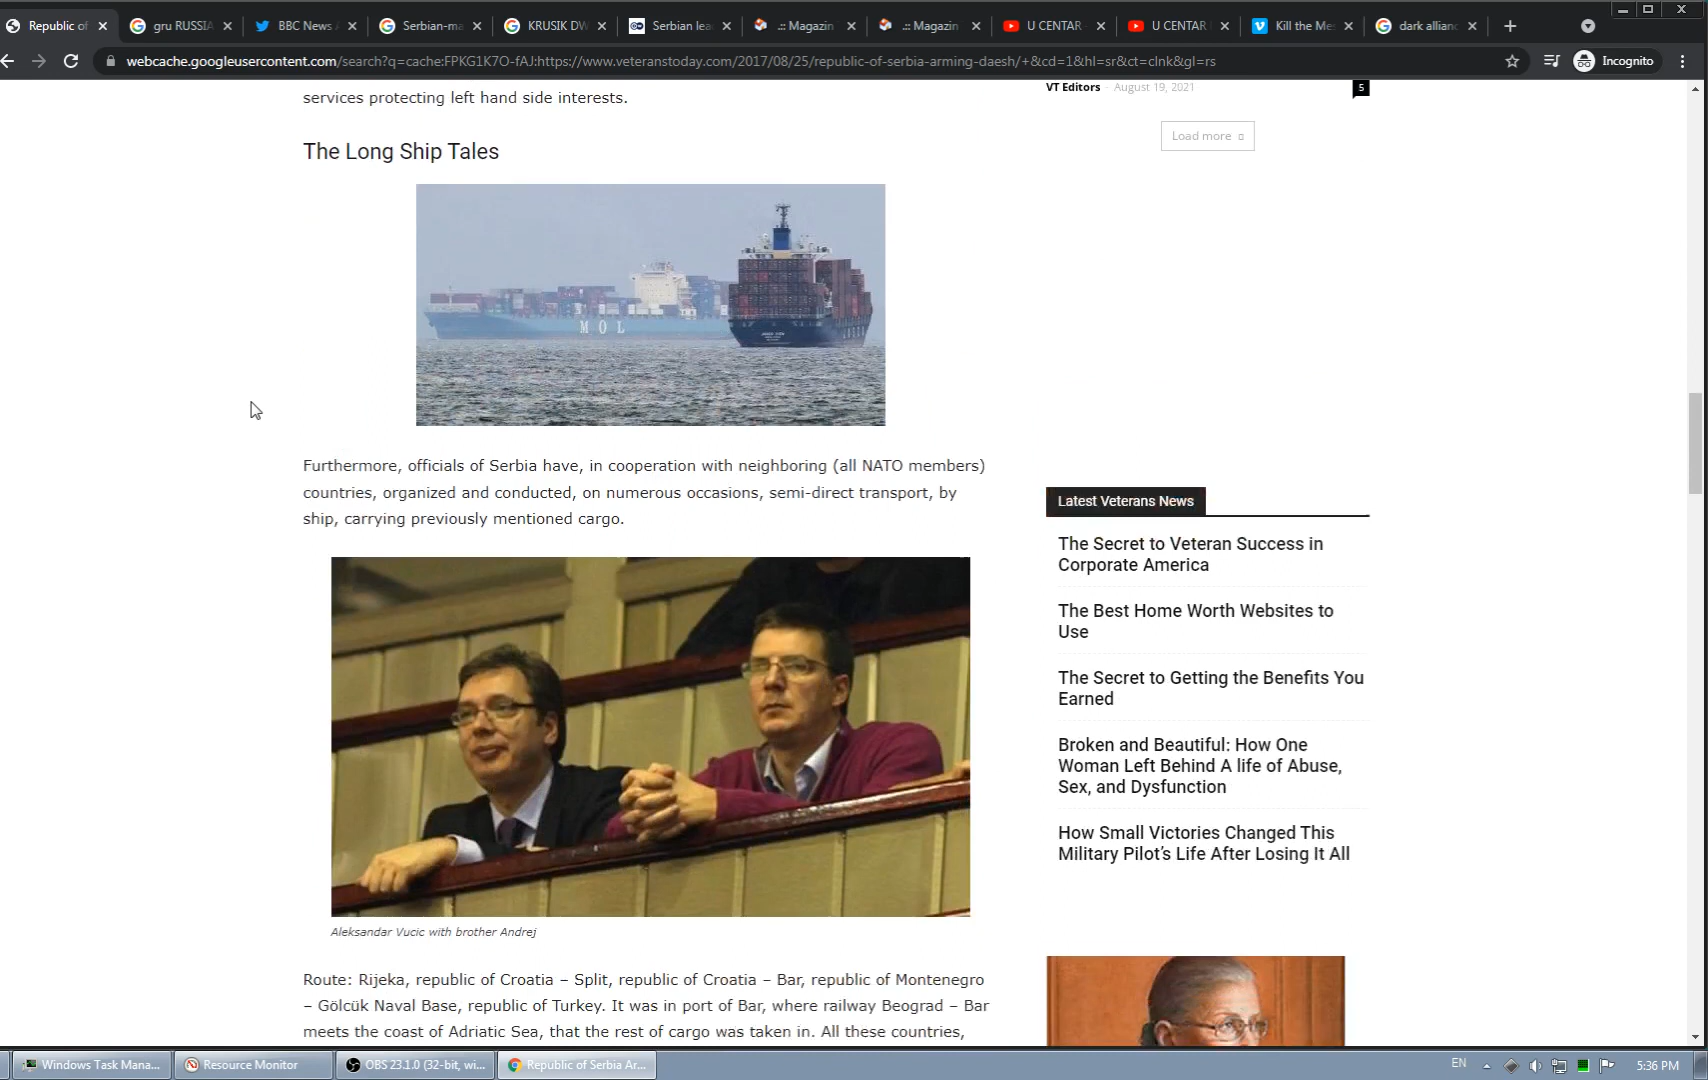 Republic of
gru RUSSIA
BBC News
Serbian-ma
KRUSIK DW
Serbian lea
.:: Magazin
.:: Magazin
U CENTAR
U CENTAR
Kill the Me
dark allianc
webcache.googleusercontent.com/search?q=cache:FPKG1K7O-fAJ:https://www.veteranstoday.com/2017/08/25/republic-of-serbia-arming-daesh/+&cd=1&hl=sr&ct=clnk&gl=rs
Incognito
services protecting left hand side interests.
VT Editors - August 19, 2021
5
Load more
The Long Ship Tales
M O L
Furthermore, officials of Serbia have, in cooperation with neighboring (all NATO members)
countries, organized and conducted, on numerous occasions, semi-direct transport, by
ship, carrying previously mentioned cargo.
Latest Veterans News
The Secret to Veteran Success in
Corporate America
The Best Home Worth Websites to
Use
The Secret to Getting the Benefits You
Earned
Broken and Beautiful: How One
Woman Left Behind A life of Abuse,
Sex, and Dysfunction
How Small Victories Changed This
Military Pilot’s Life After Losing It All
Aleksandar Vucic with brother Andrej
Route: Rijeka, republic of Croatia – Split, republic of Croatia – Bar, republic of Montenegro
– Gölcük Naval Base, republic of Turkey. It was in port of Bar, where railway Beograd – Bar
meets the coast of Adriatic Sea, that the rest of cargo was taken in. All these countries,
Windows Task Mana...
Resource Monitor
OBS 23.1.0 (32-bit, wi...
Republic of Serbia Ar...
EN
5:36 PM